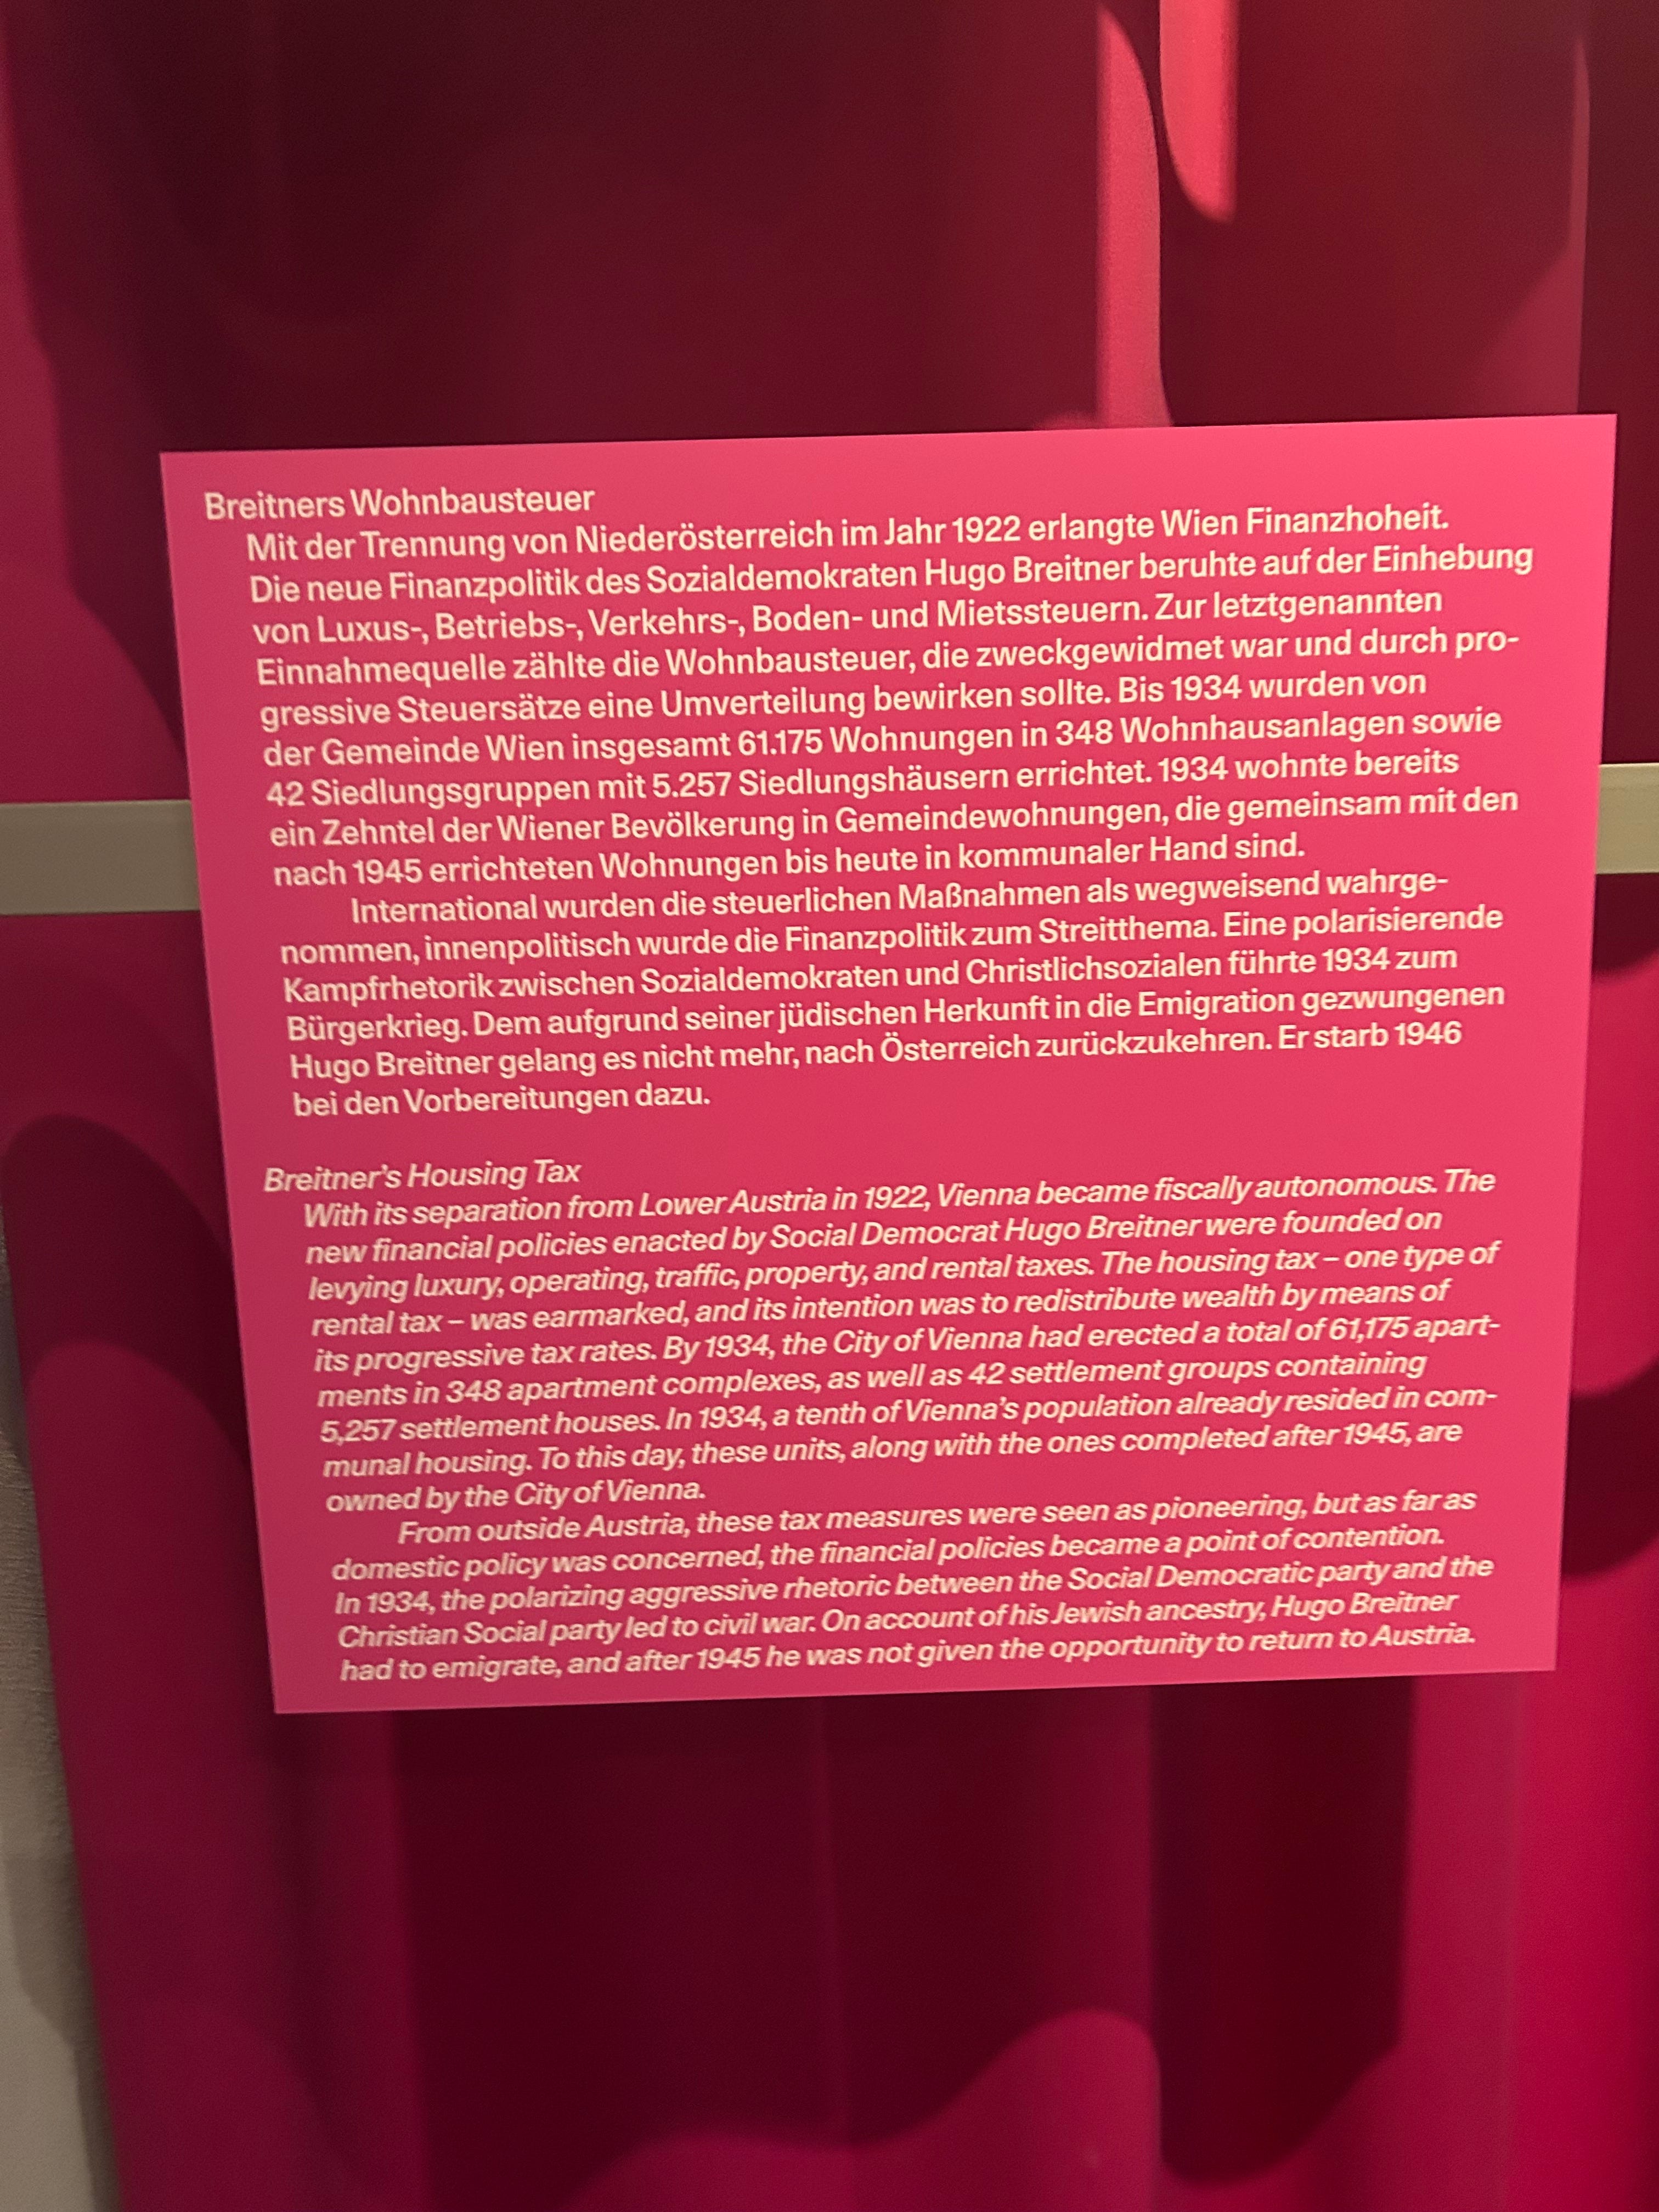 Breitners Wohnbausteuer
Mit der Trennung von Niederösterreich im Jahr 1922 erlangte Wien Finanzhoheit.
Die neue Finanzpolitik des Sozialdemokraten Hugo Breitner beruhte auf der Einhebung
von Luxus-, Betriebs-, Verkehrs-, Boden- und Mietssteuern. Zur letztgenannten
Einnahmequelle zählte die Wohnbausteuer, die zweckgewidmet war und durch pro-
gressive Steuersätze eine Umverteilung bewirken sollte. Bis 1934 wurden von
der Gemeinde Wien insgesamt 61.175 Wohnungen in 348 Wohnhausanlagen sowie
42 Siedlungsgruppen mit 5.257 Siedlungshäusern errichtet. 1934 wohnte bereits
ein Zehntel der Wiener Bevölkerung in Gemeindewohnungen, die gemeinsam mit den
nach 1945 errichteten Wohnungen bis heute in kommunaler Hand sind.
International wurden die steuerlichen Maßnahmen als wegweisend wahrge-
nommen, innenpolitisch wurde die Finanzpolitik zum Streitthema. Eine polarisierende
Kampfrhetorik zwischen Sozialdemokraten und Christlichsozialen führte 1934 zum
Bürgerkrieg. Dem aufgrund seiner jüdischen Herkunft in die Emigration gezwungenen
Hugo Breitner gelang es nicht mehr, nach Österreich zurückzukehren. Er starb 1946
bei den Vorbereitungen dazu.
Breitner's Housing Tax
With its separation from Lower Austria in 1922, Vienna became fiscally autonomous. The
new financial policies enacted by Social Democrat Hugo Breitner were founded on
levying luxury, operating, traffic, property, and rental taxes. The housing tax – one type of
rental tax – was earmarked, and its intention was to redistribute wealth by means of
its progressive tax rates. By 1934, the City of Vienna had erected a total of 61,175 apart-
ments in 348 apartment complexes, as well as 42 settlement groups containing
5,257 settlement houses. In 1934, a tenth of Vienna's population already resided in com-
munal housing. To this day, these units, along with the ones completed after 1945, are
owned by the City of Vienna.
From outside Austria, these tax measures were seen as pioneering, but as far as
domestic policy was concerned, the financial policies became a point of contention.
In 1934, the polarizing aggressive rhetoric between the Social Democratic party and the
Christian Social party led to civil war. On account of his Jewish ancestry, Hugo Breitner
had to emigrate, and after 1945 he was not given the opportunity to return to Austria.